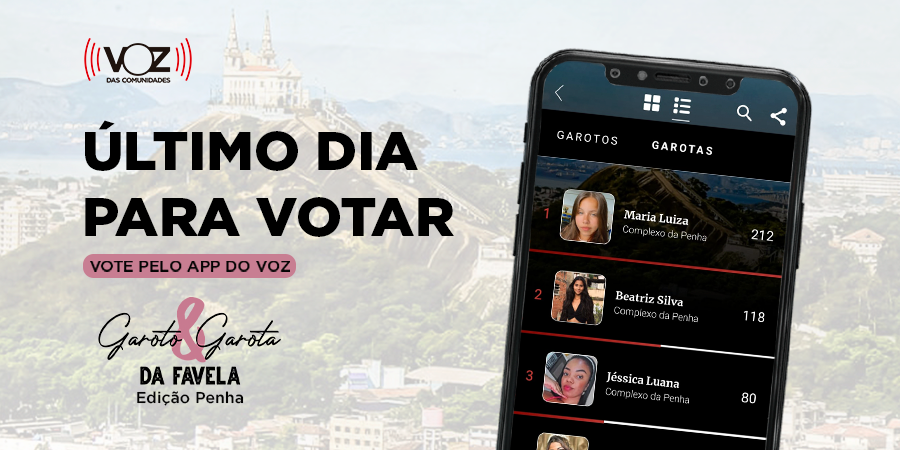 VOZ
DAS COMUNIDADES
ÚLTIMO DIA
PARA VOTAR
VOTE PELO APP DO VOZ
Garoto & Garota
DA FAVELA
Edição Penha
GAROTOS GAROTAS
1 Maria Luiza 212
Complexo da Penha
2 Beatriz Silva 118
Complexo da Penha
3 Jéssica Luana 80
Complexo da Penha